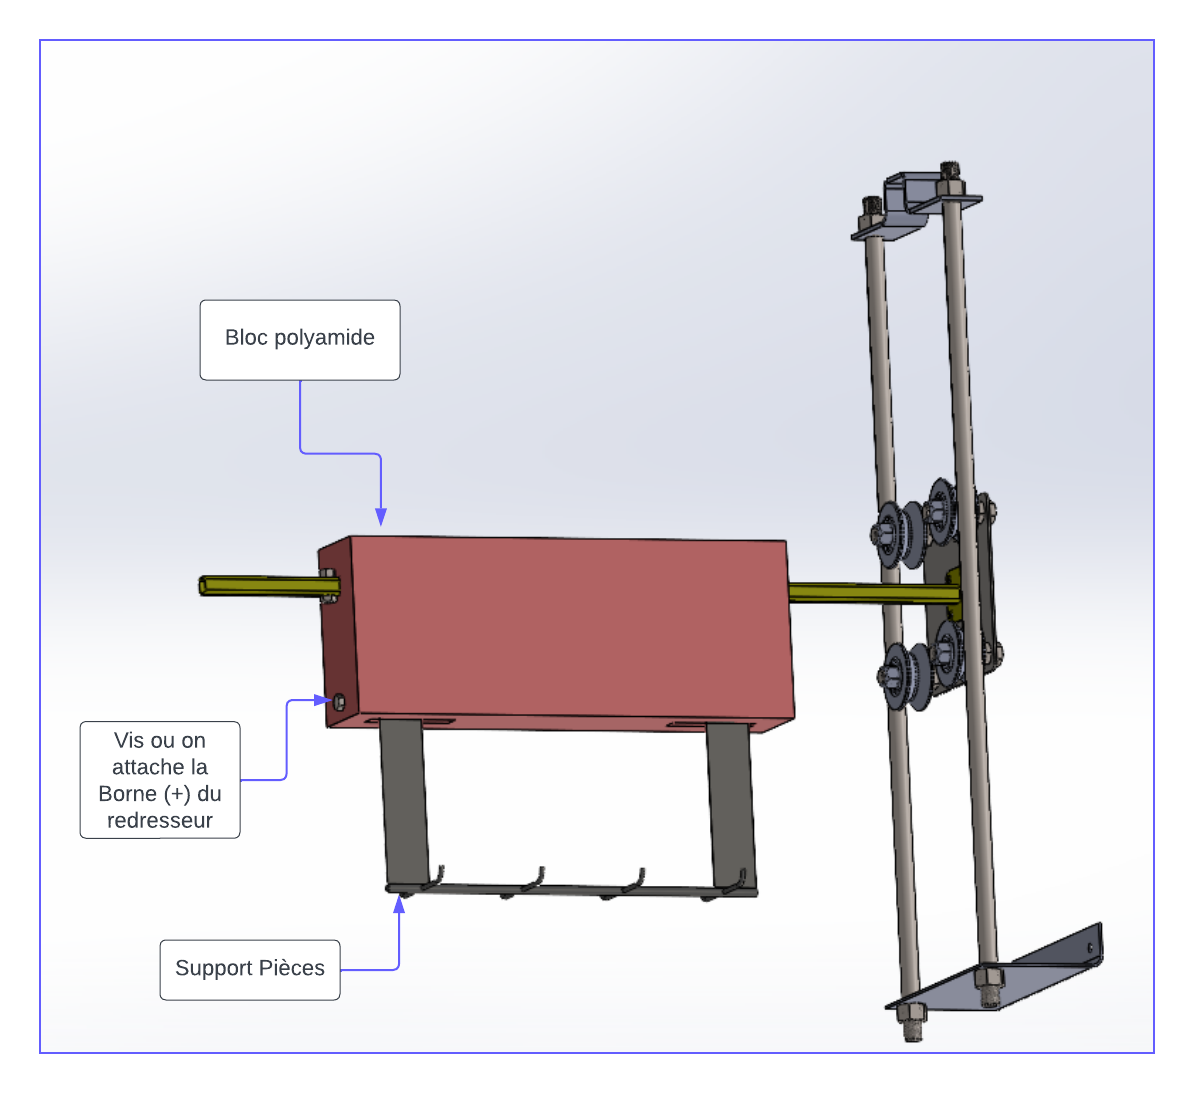 Bloc polyamide
Vis ou on
attache la
Borne (+) du
redresseur
Support Pièces